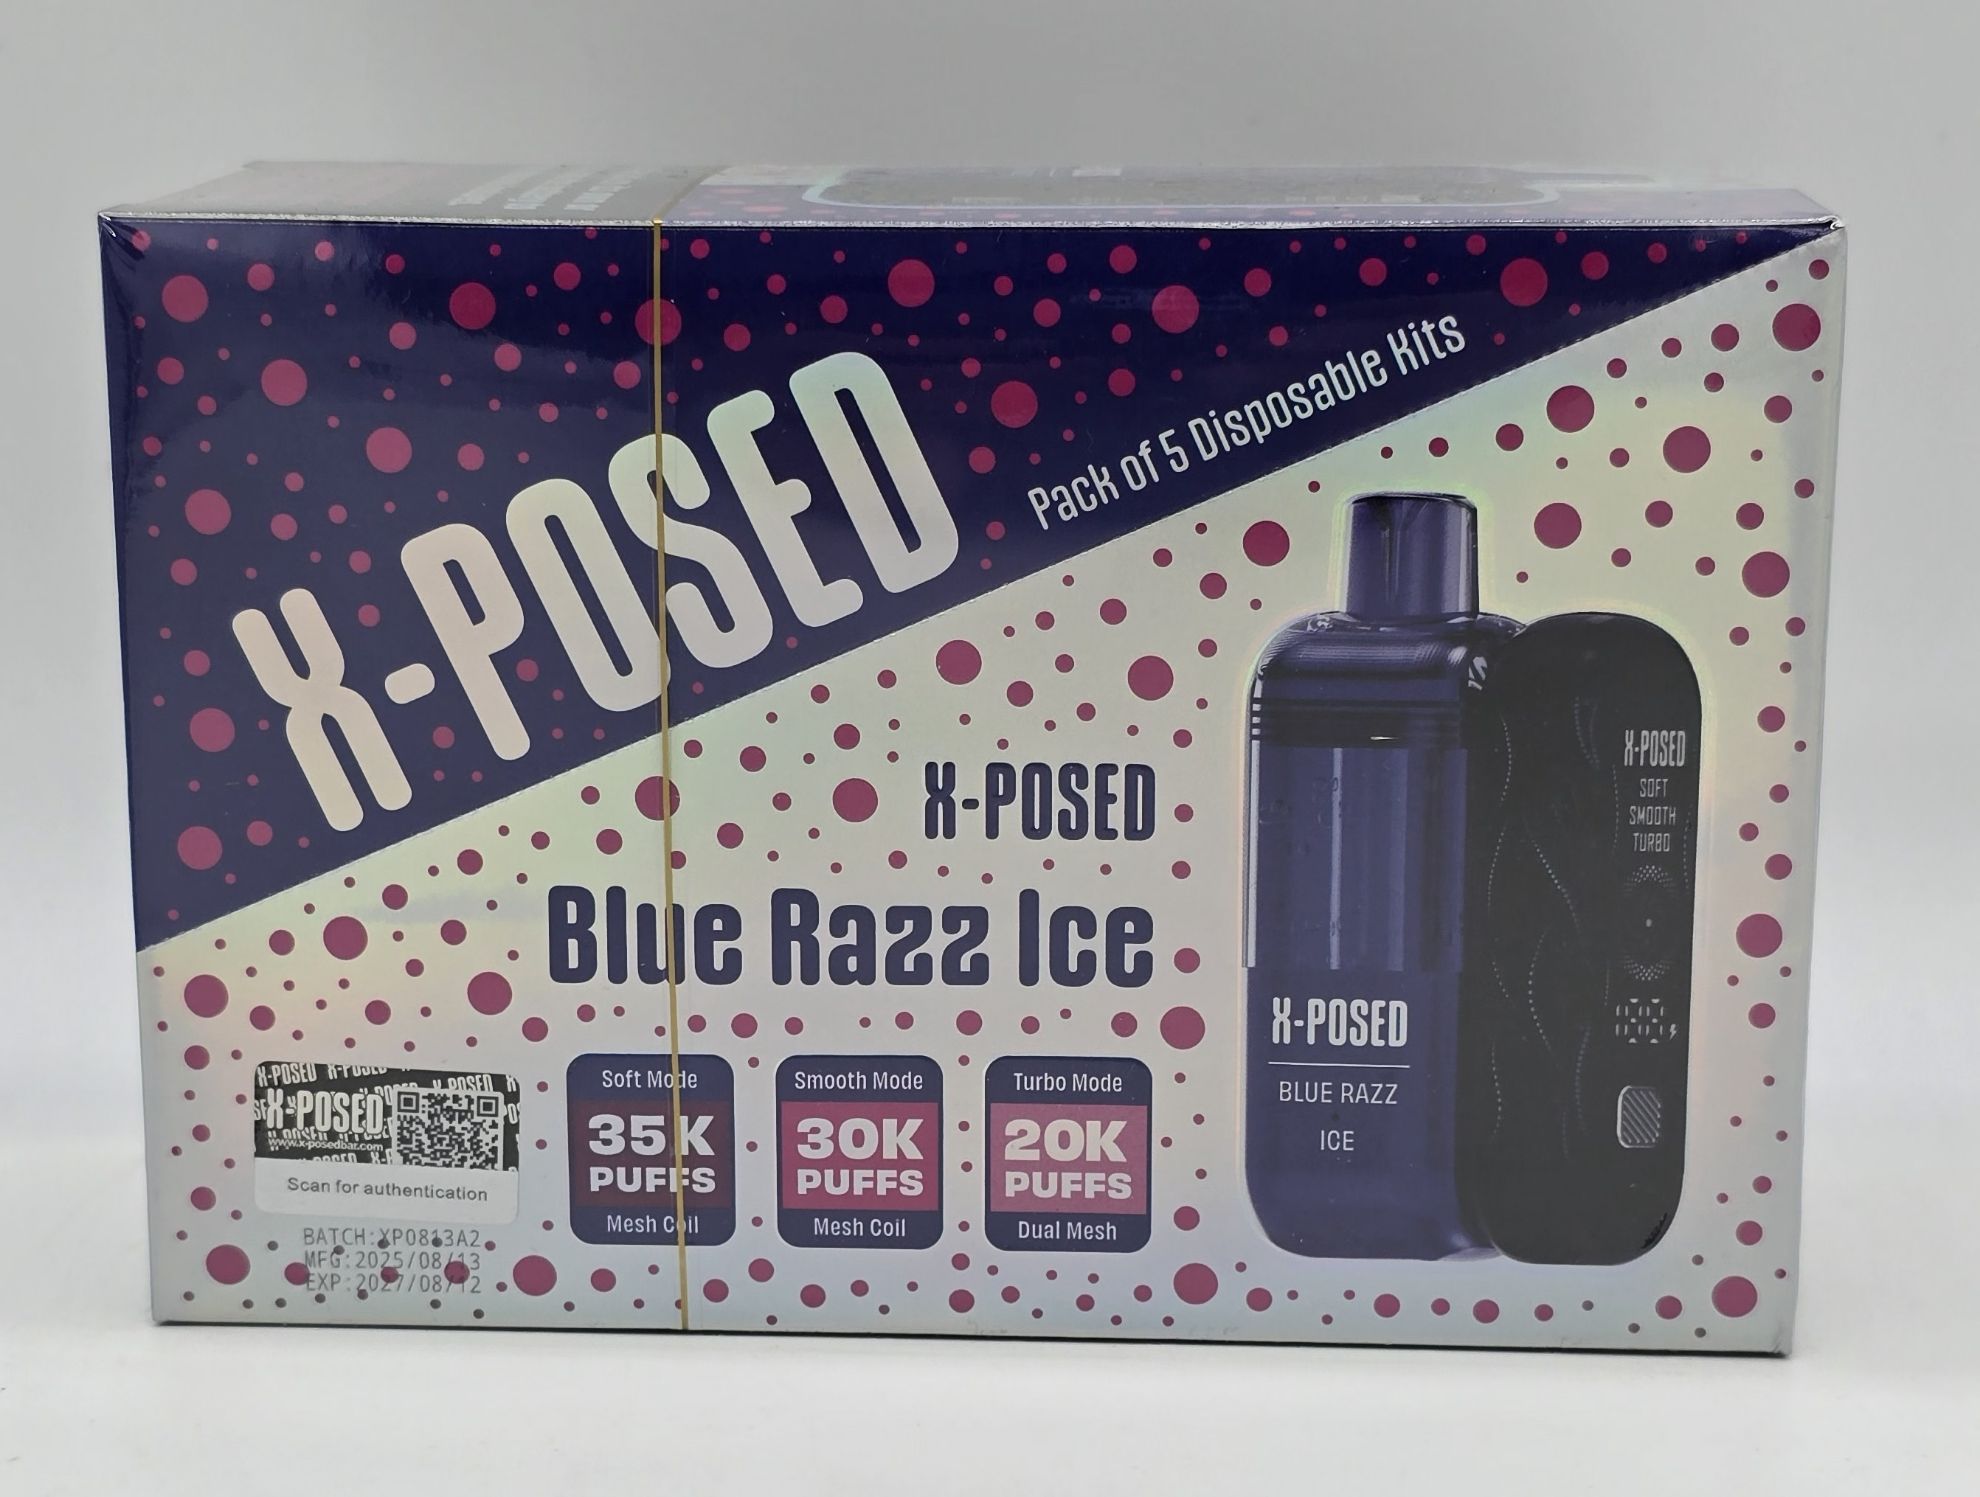 X-POSED
Pack of 5 Disposable Kits
X-POSED
Blue Razz Ice
Soft Mode
35K
PUFFS
Mesh Coil
Smooth Mode
30K
PUFFS
Mesh Coil
Turbo Mode
20K
PUFFS
Dual Mesh
X-POSED
www.x-posedbar.com
Scan for authentication
BATCH:XP0813A2
MFG:2025/08/13
EXP:2027/08/12
X-POSED
BLUE RAZZ
ICE
X-POSED
SOFT
SMOOTH
TURBO